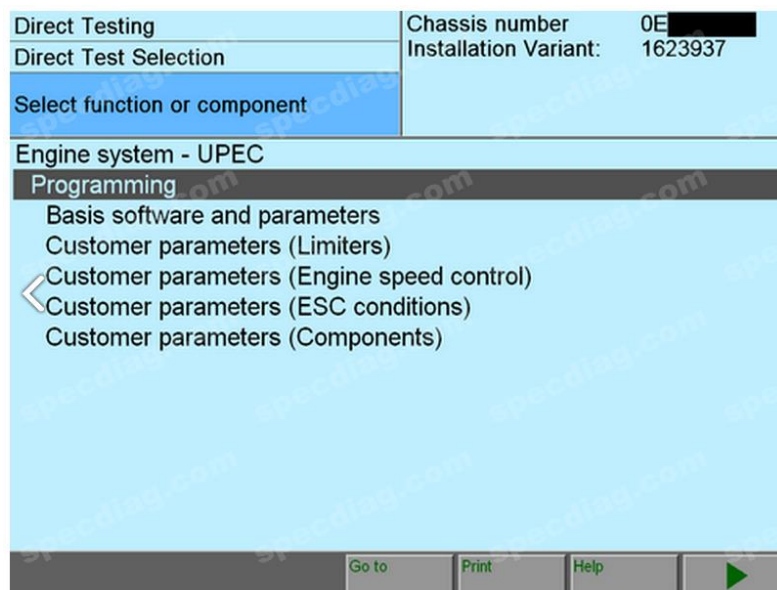 Direct Testing
Direct Test Selection
Select function or component
Chassis number 0E
Installation Variant: 1623937
Engine system - UPEC
Programming
Basis software and parameters
Customer parameters (Limiters)
Customer parameters (Engine speed control)
Customer parameters (ESC conditions)
Customer parameters (Components)
Go to
Print
Help
specdiag.com